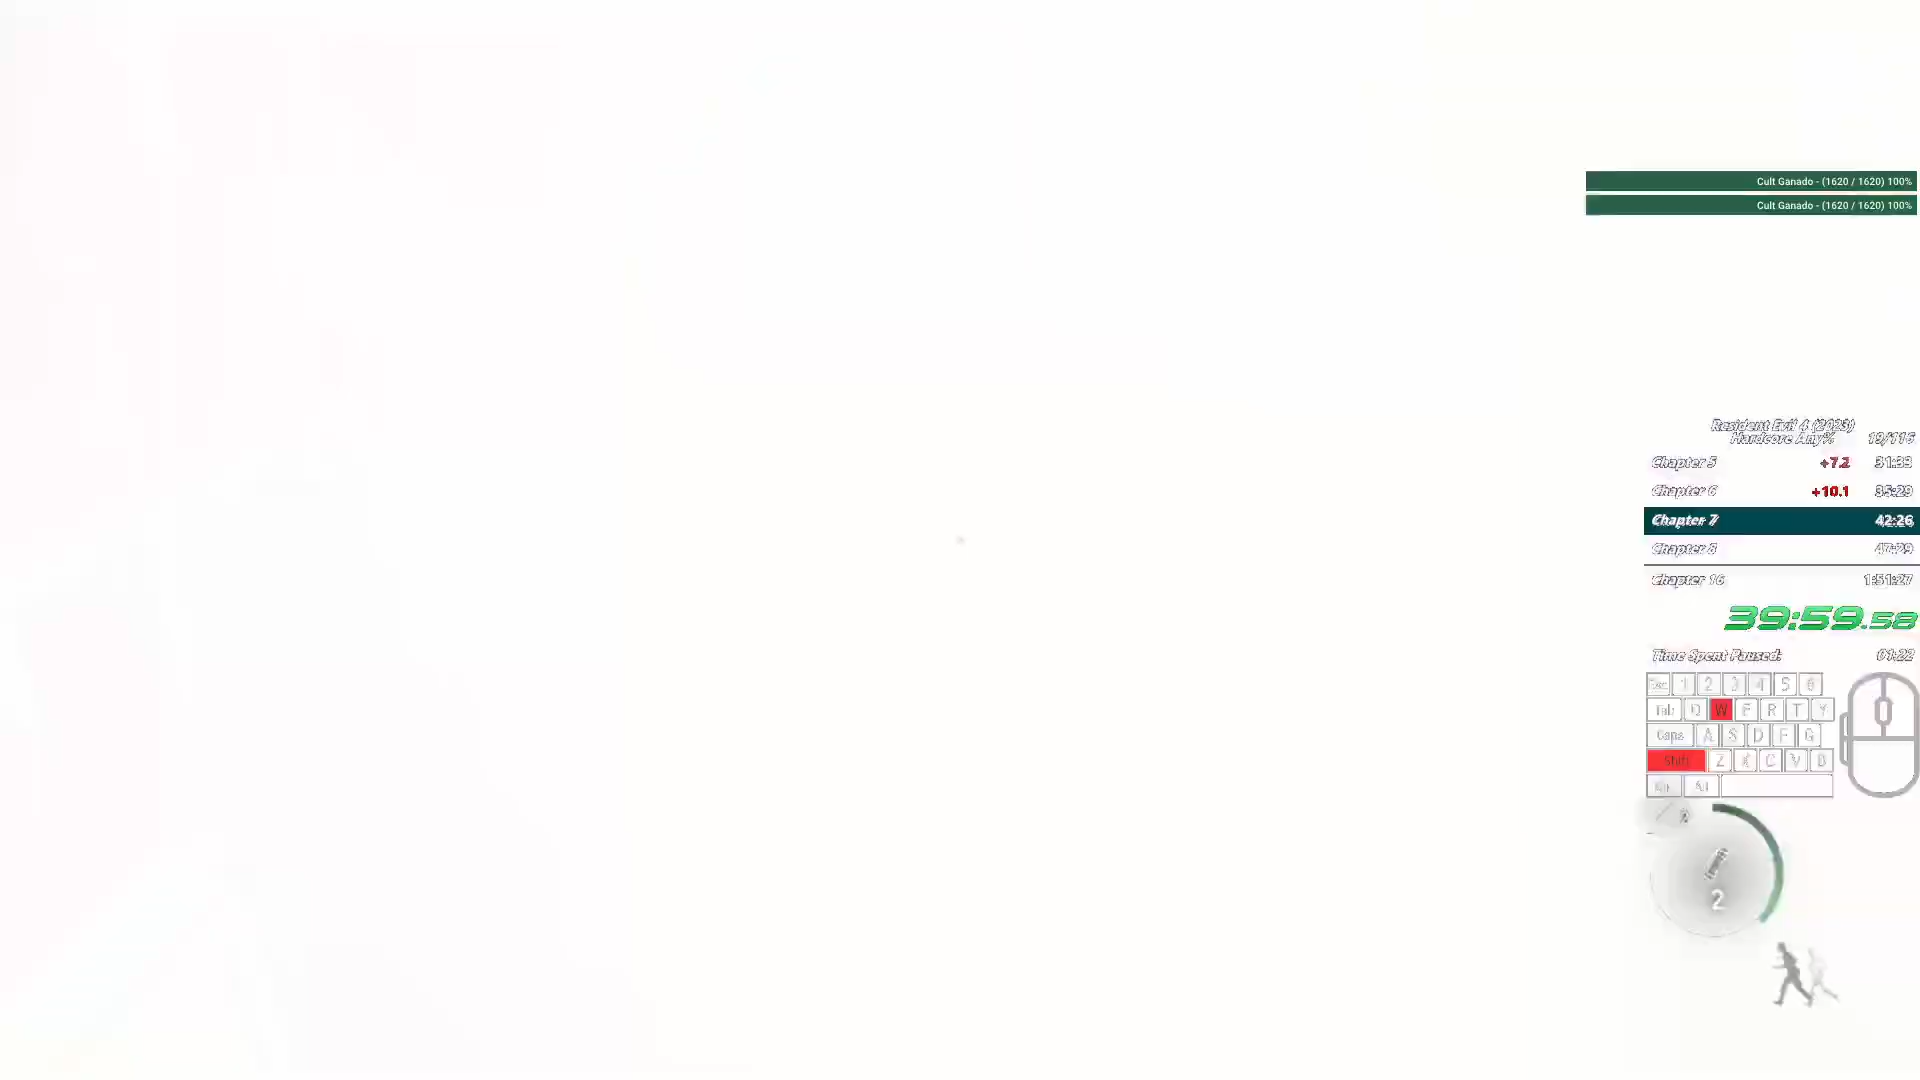 Cult Ganado - (1620 / 1620) 100%
Cult Ganado - (1620 / 1620) 100%
Resident Evil 4 (2023)
Hardcore Any% 19/116
Chapter 5 +7.2 31:33
Chapter 6 +10.1 35:29
Chapter 7 42:26
Chapter 8 47:29
Chapter 16 1:51:27
39:59.58
Time Spent Paused: 01:22
Esc 1 2 3 4 5 6
Tab Q W E R T Y
Caps A S D F G
Shift Z X C V B
Alt
2